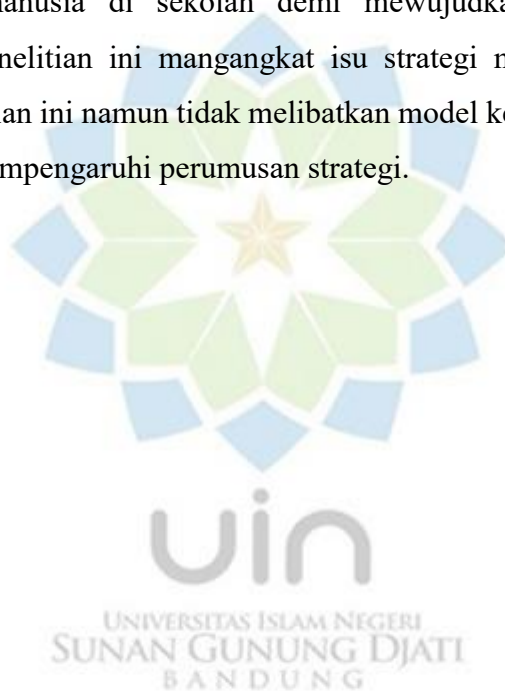 manusia di sekolah demi mewujudka
nelitian ini mangangkat isu strategi
an ini namun tidak melibatkan model
mpengaruhi perumusan strategi.
uin
UNIVERSITAS ISLAM NEGERI
SUNAN GUNUNG DJATI
BANDUNG